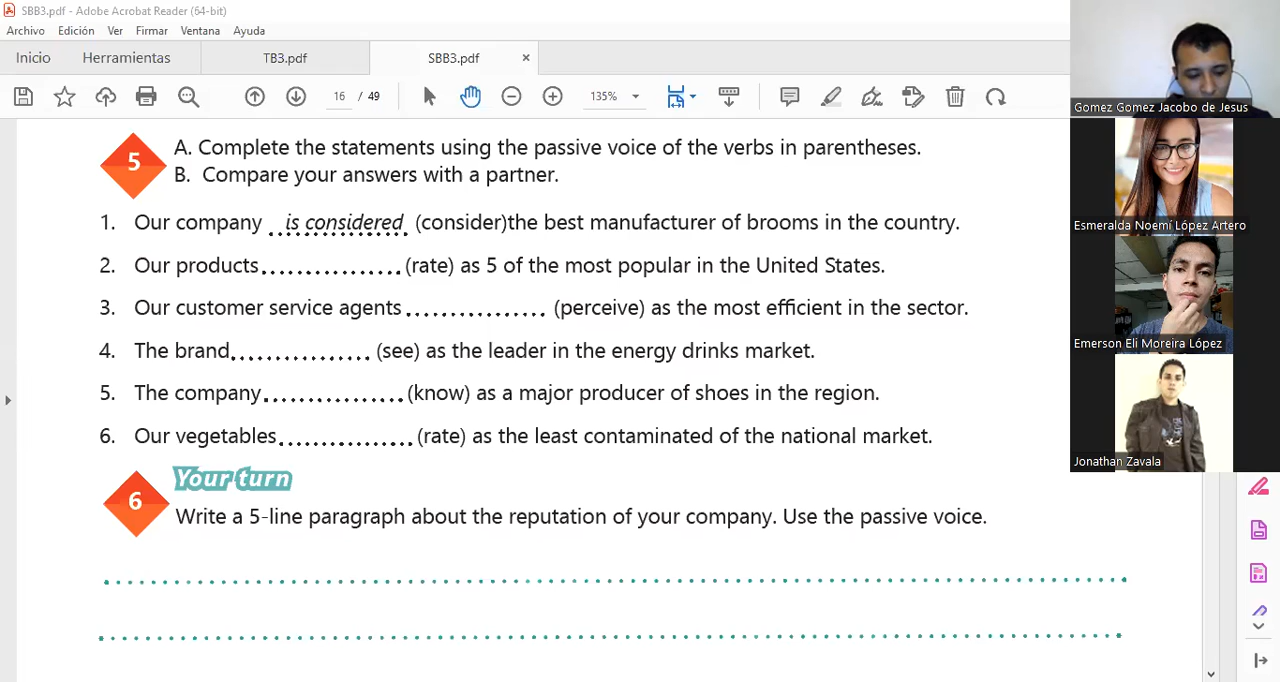 SBB3.pdf - Adobe Acrobat Reader (64-bit)
Archivo Edición Ver Firmar Ventana Ayuda
Inicio Herramientas TB3.pdf SBB3.pdf ×
16 / 49 135%
Gomez Gomez Jacobo de Jesus
Esmeralda Noemí López Artero
Emerson Eli Moreira López
Jonathan Zavala
5 A. Complete the statements using the passive voice of the verbs in parentheses.
B. Compare your answers with a partner.
1. Our company is considered (consider)the best manufacturer of brooms in the country.
2. Our products............... (rate) as 5 of the most popular in the United States.
3. Our customer service agents ............... (perceive) as the most efficient in the sector.
4. The brand............... (see) as the leader in the energy drinks market.
5. The company............... (know) as a major producer of shoes in the region.
6. Our vegetables............... (rate) as the least contaminated of the national market.
6 Your turn
Write a 5-line paragraph about the reputation of your company. Use the passive voice.